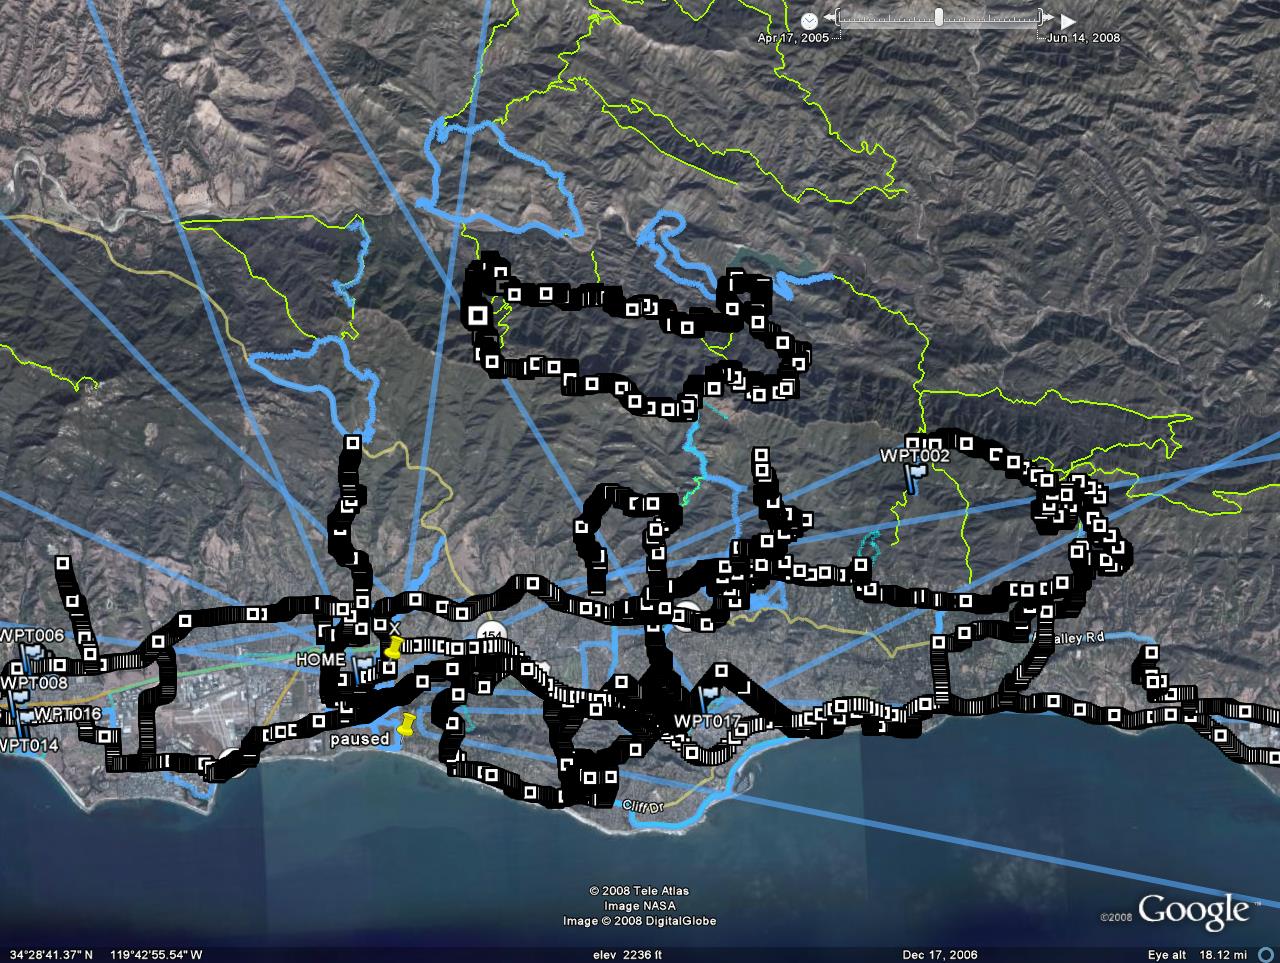 Apr 17, 2005
Jun 14, 2008
WPT002
X
154
WPT006
HOME
alley Rd
WPT008
WPT016
WPT017
WPT014
paused
Cliff Dr
© 2008 Tele Atlas
Image NASA
Image © 2008 DigitalGlobe
©2008 Google™
34°28'41.37" N 119°42'55.54" W
elev 2236 ft
Dec 17, 2006
Eye alt 18.12 mi